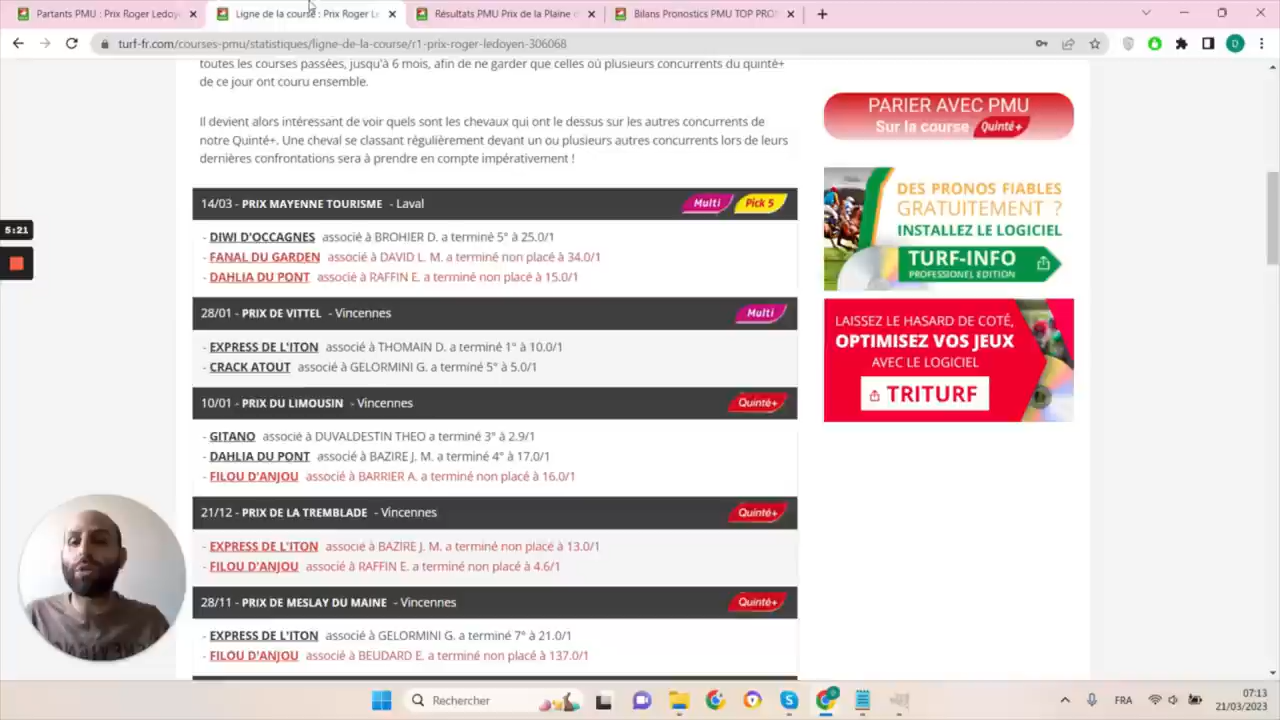 Partants PMU : Prix Roger Ledoye
Ligne de la course : Prix Roger Le
Résultats PMU Prix de la Plaine
Bilans Pronostics PMU TOP PRO
turf-fr.com/courses-pmu/statistiques/ligne-de-la-course/r1-prix-roger-ledoyen-306068
D
toutes les courses passées, jusqu'à 6 mois, afin de ne garder que celles où plusieurs concurrents du quinté+
de ce jour ont couru ensemble.
Il devient alors intéressant de voir quels sont les chevaux qui ont le dessus sur les autres concurrents de
notre Quinté+. Une cheval se classant régulièrement devant un ou plusieurs autres concurrents lors de leurs
dernières confrontations sera à prendre en compte impérativement !
14/03 - PRIX MAYENNE TOURISME - Laval Multi Pick 5
- DIWI D'OCCAGNES associé à BROHIER D. a terminé 5° à 25.0/1
- FANAL DU GARDEN associé à DAVID L. M. a terminé non placé à 34.0/1
- DAHLIA DU PONT associé à RAFFIN E. a terminé non placé à 15.0/1
28/01 - PRIX DE VITTEL - Vincennes Multi
- EXPRESS DE L'ITON associé à THOMAIN D. a terminé 1° à 10.0/1
- CRACK ATOUT associé à GELORMINI G. a terminé 5° à 5.0/1
10/01 - PRIX DU LIMOUSIN - Vincennes Quinté+
- GITANO associé à DUVALDESTIN THEO a terminé 3° à 2.9/1
- DAHLIA DU PONT associé à BAZIRE J. M. a terminé 4° à 17.0/1
- FILOU D'ANJOU associé à BARRIER A. a terminé non placé à 16.0/1
21/12 - PRIX DE LA TREMBLADE - Vincennes Quinté+
- EXPRESS DE L'ITON associé à BAZIRE J. M. a terminé non placé à 13.0/1
- FILOU D'ANJOU associé à RAFFIN E. a terminé non placé à 4.6/1
28/11 - PRIX DE MESLAY DU MAINE - Vincennes Quinté+
- EXPRESS DE L'ITON associé à GELORMINI G. a terminé 7° à 21.0/1
- FILOU D'ANJOU associé à BEUDARD E. a terminé non placé à 137.0/1
PARIER AVEC PMU
Sur la course Quinté+
DES PRONOS FIABLES
GRATUITEMENT ?
INSTALLEZ LE LOGICIEL
TURF-INFO
PROFESSIONEL EDITION
LAISSEZ LE HASARD DE COTÉ,
OPTIMISEZ VOS JEUX
AVEC LE LOGICIEL
TRITURF
5:21
Rechercher
FRA
07:13
21/03/2023